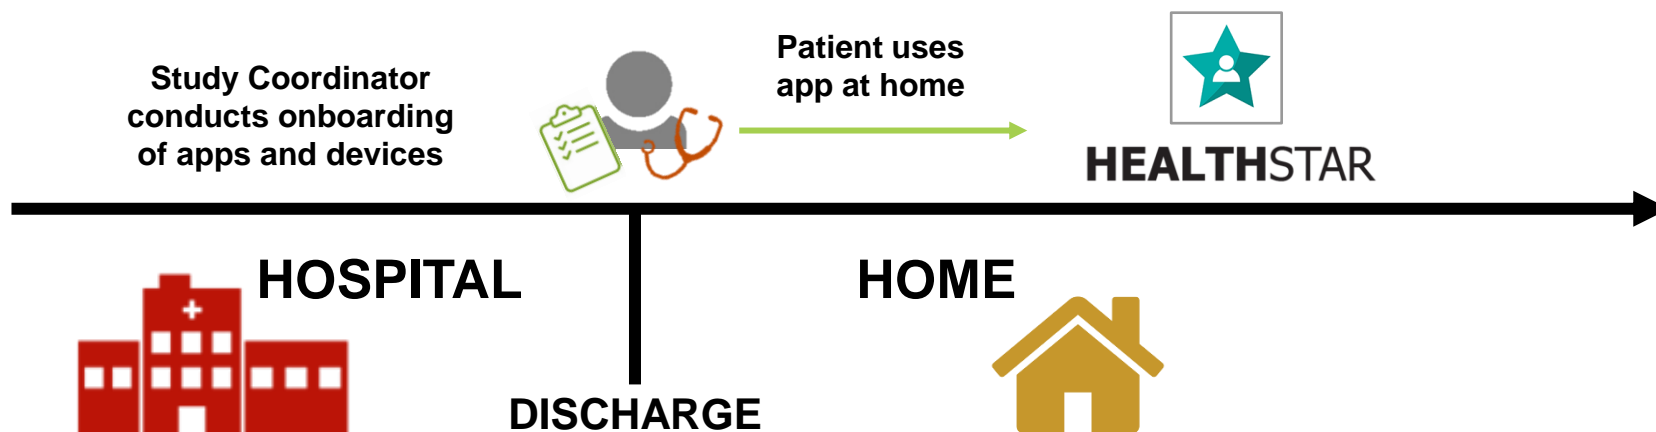 Study Coordinator
conducts onboarding
of apps and devices
Patient uses
app at home
HEALTHSTAR
HOSPITAL
HOME
DISCHARGE